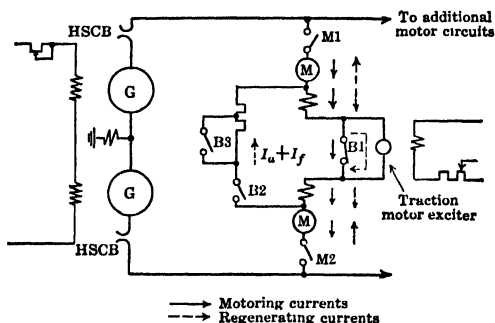 HSCB
To additional
motor circuits
M1
M
G
B3
I_a+I_f
B1
B2
G
Traction
motor exciter
M
HSCB
M2
Motoring currents
Regenerating currents